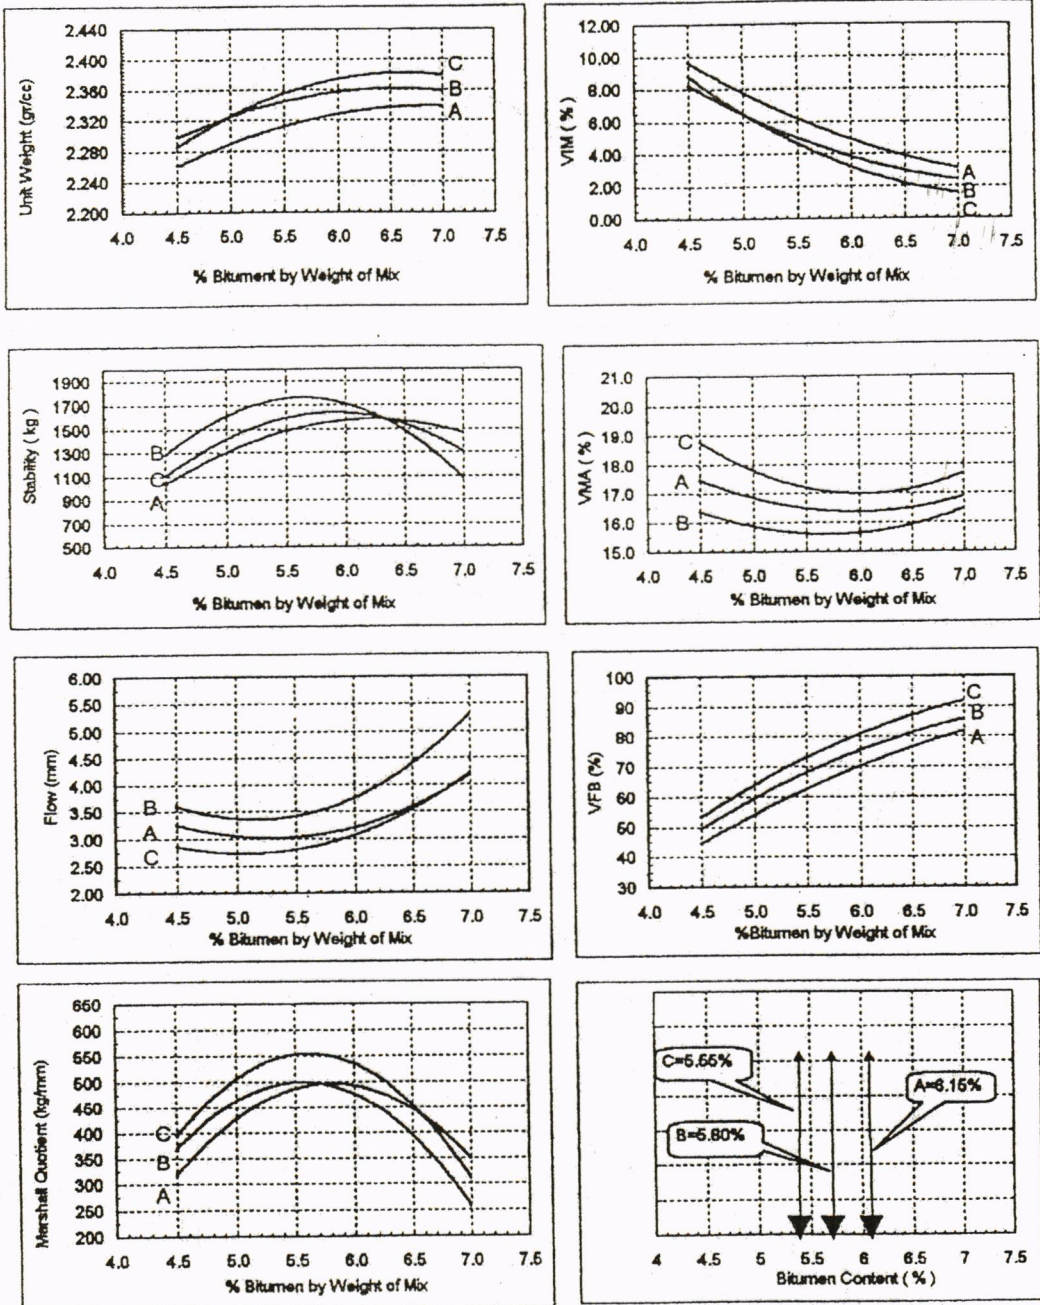 Unit Weight (gr/cc)
2.440
2.400
2.360
2.320
2.280
2.240
2.200
C
B
A
4.0 4.5 5.0 5.5 6.0 6.5 7.0 7.5
% Bitument by Weight of Mix
VIM ( % )
12.00
10.00
8.00
6.00
4.00
2.00
0.00
A
B
C
4.0 4.5 5.0 5.5 6.0 6.5 7.0 7.5
% Bitumen by Weight of Mix
Stability ( kg )
1900
1700
1500
1300
1100
900
700
500
B
C
A
4.0 4.5 5.0 5.5 6.0 6.5 7.0 7.5
% Bitumen by Weight of Mix
VMA ( % )
21.0
20.0
19.0
18.0
17.0
16.0
15.0
C
A
B
4.0 4.5 5.0 5.5 6.0 6.5 7.0 7.5
% Bitumen by Weight of Mix
Flow (mm)
6.00
5.50
5.00
4.50
4.00
3.50
3.00
2.50
2.00
B
A
C
4.0 4.5 5.0 5.5 6.0 6.5 7.0 7.5
% Bitumen by Weight of Mix
VFB (%)
100
90
80
70
60
50
40
30
C
B
A
4.0 4.5 5.0 5.5 6.0 6.5 7.0 7.5
%Bitumen by Weight of Mix
Marshall Quotient (kg/mm)
650
600
550
500
450
400
350
300
250
200
C
B
A
4.0 4.5 5.0 5.5 6.0 6.5 7.0 7.5
% Bitumen by Weight of Mix
C=5.55%
A=6.15%
B=5.80%
4 4.5 5 5.5 6 6.5 7 7.5
Bitumen Content ( % )